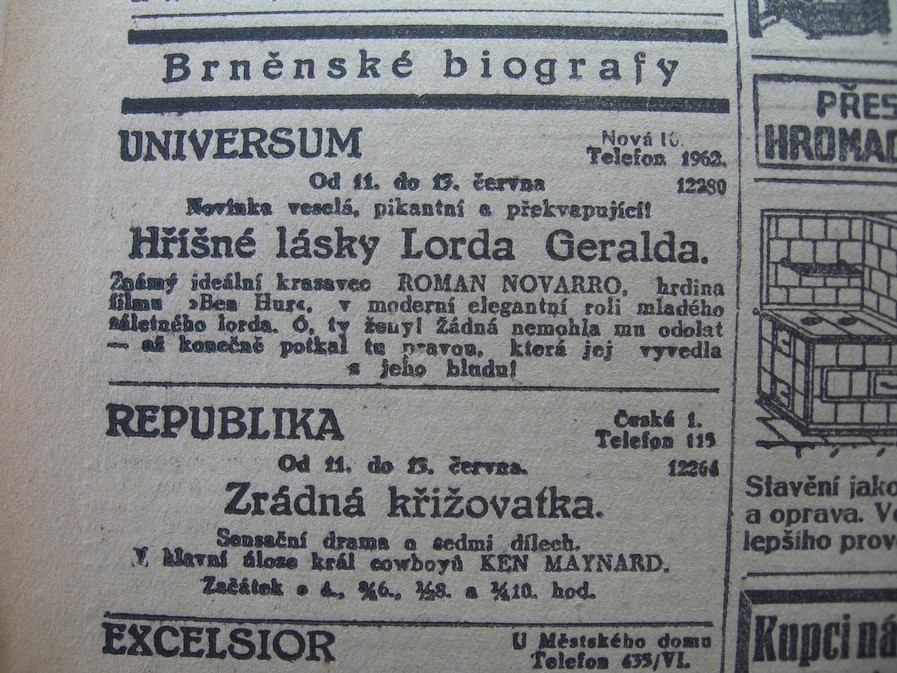 Brněnské biografy
UNIVERSUM
Nová 10.
Telefon 1962.
Od 11. do 13. června
12280
Novinka veselá, pikantní a překvapující!
Hříšné lásky Lorda Geralda.
Známý ideální krasavec ROMAN NOVARRO, hrdina
filmu »Ben Hur«, v moderní elegantní roli mladého
záletného lorda. Ó, ty ženy! Žádná nemohla mu odolat
— až konečně potkal tu pravou, která jej vyvedla
z jeho bludu!
REPUBLIKA
Česká 1.
Telefon 115
Od 11. do 13. června.
12264
Zrádná křižovatka.
Sensační drama o sedmi dílech.
V hlavní úloze král cowboyů KEN MAYNARD.
Začátek o 4., ¾6., ½8. a ¼10. hod.
EXCELSIOR
U Městského domu
Telefon 635/VI.
PŘES
HROMAD
Stavění jako
a oprava. Ve
lepšího prov
Kupci ná